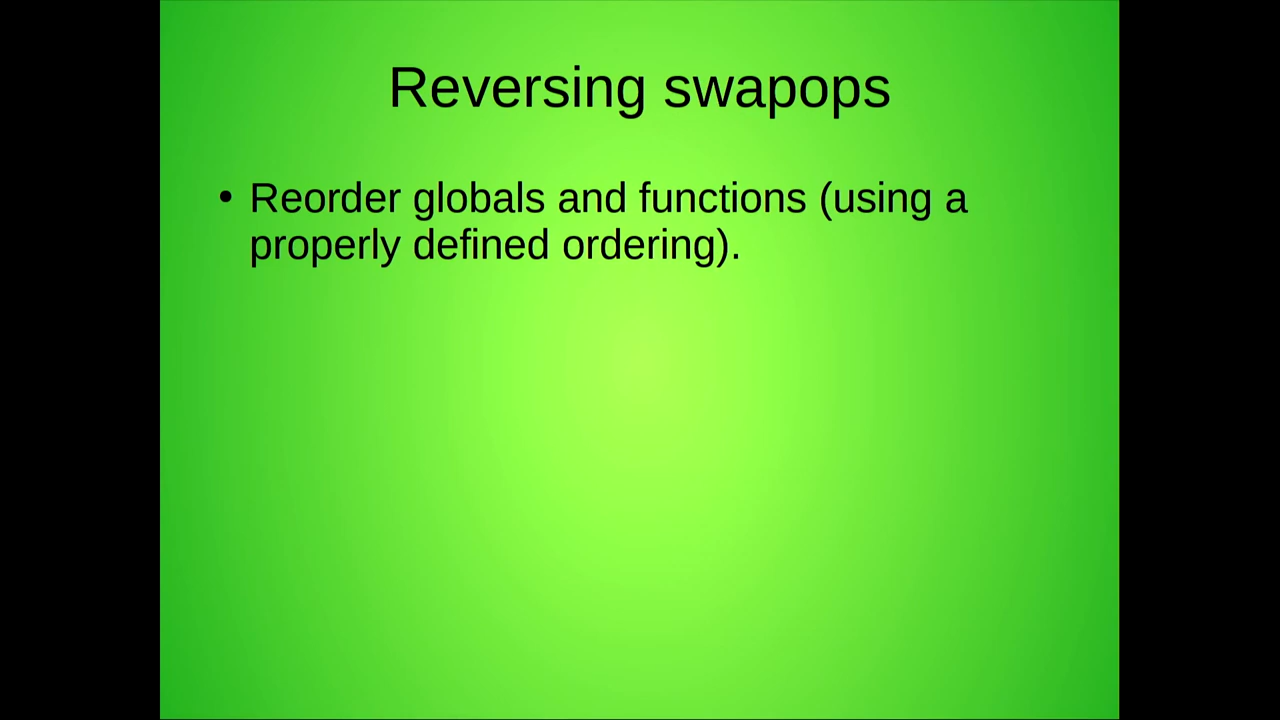 Reversing swapops
• Reorder globals and functions (using a
properly defined ordering).